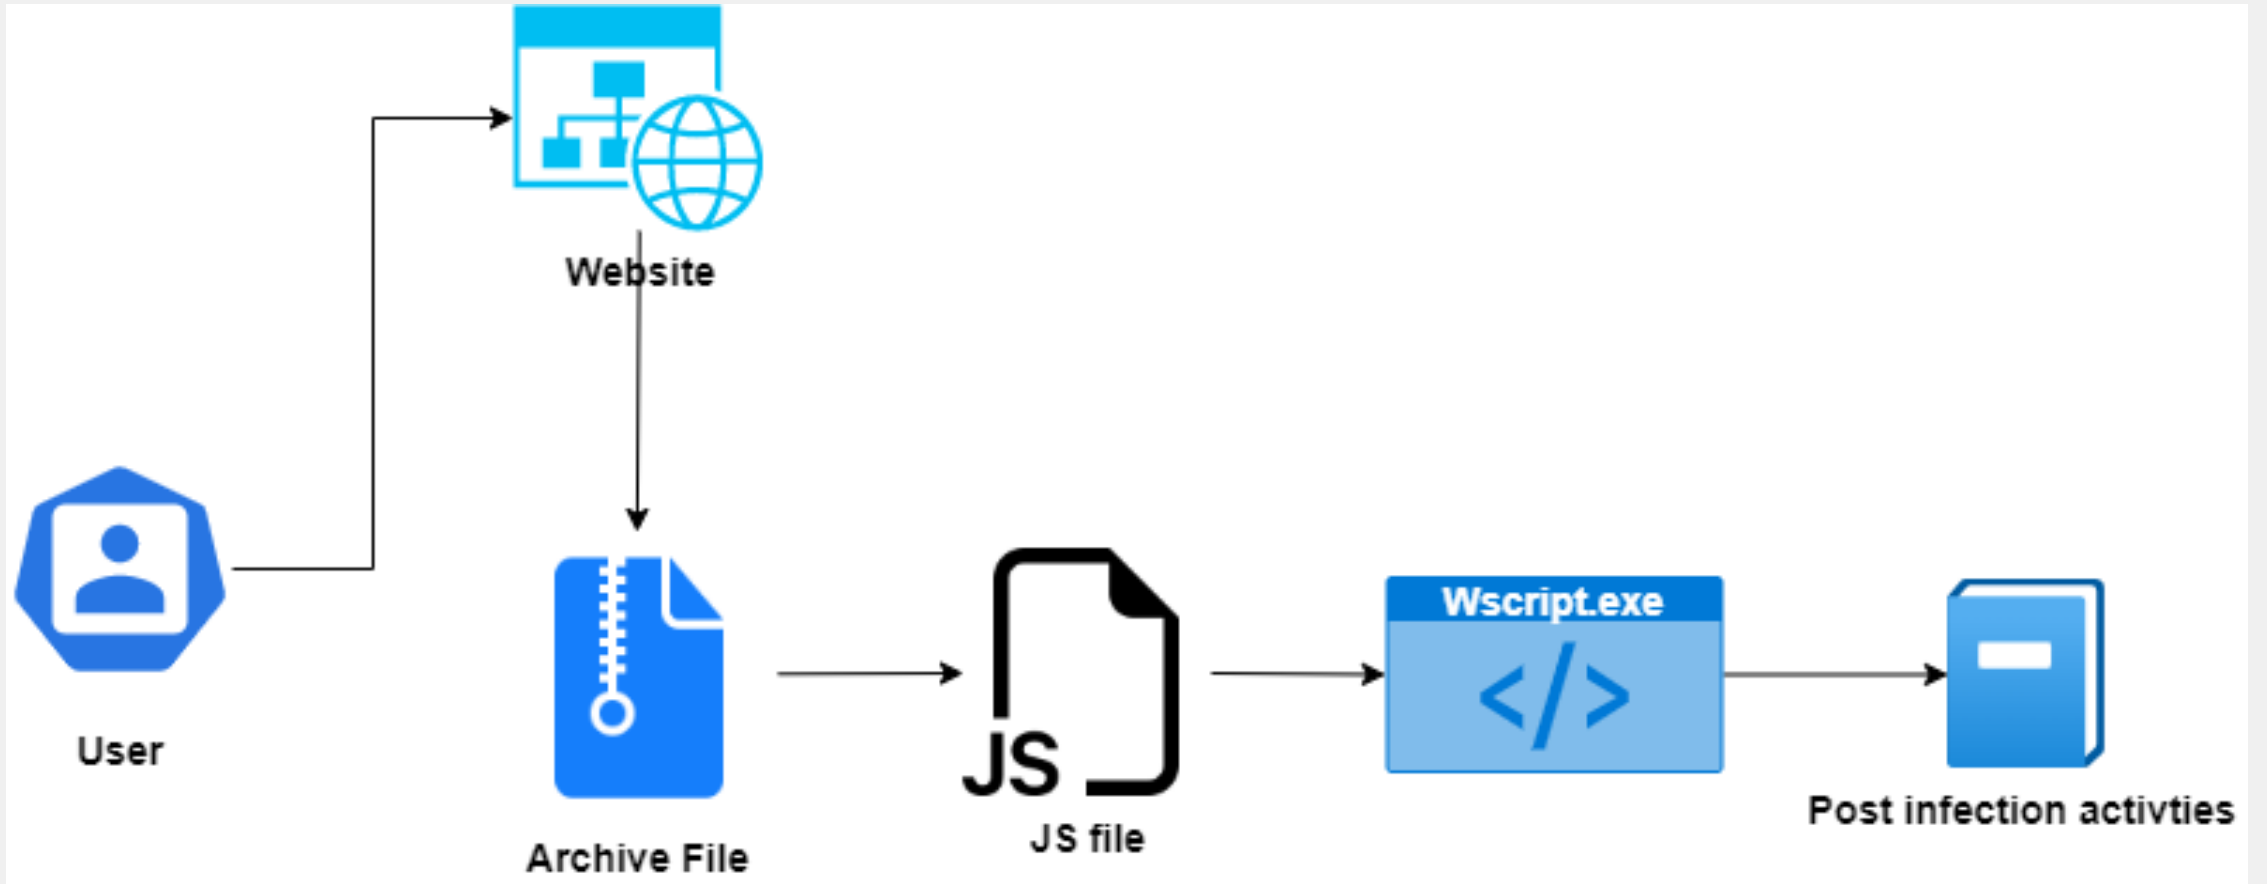 Website
User
Archive File
JS
JS file
Wscript.exe
</>
Post infection activties